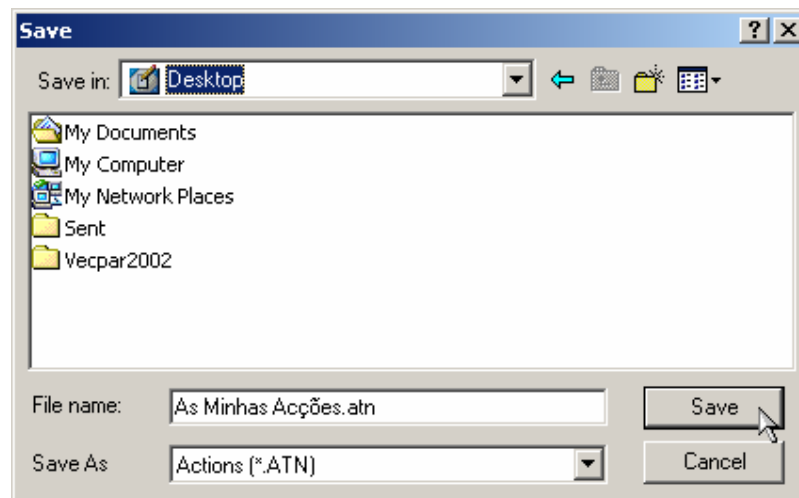 Save
Save in: Desktop
My Documents
My Computer
My Network Places
Sent
Vecpar2002
File name: As Minhas Acções.atn Save
Save As Actions (*.ATN) Cancel